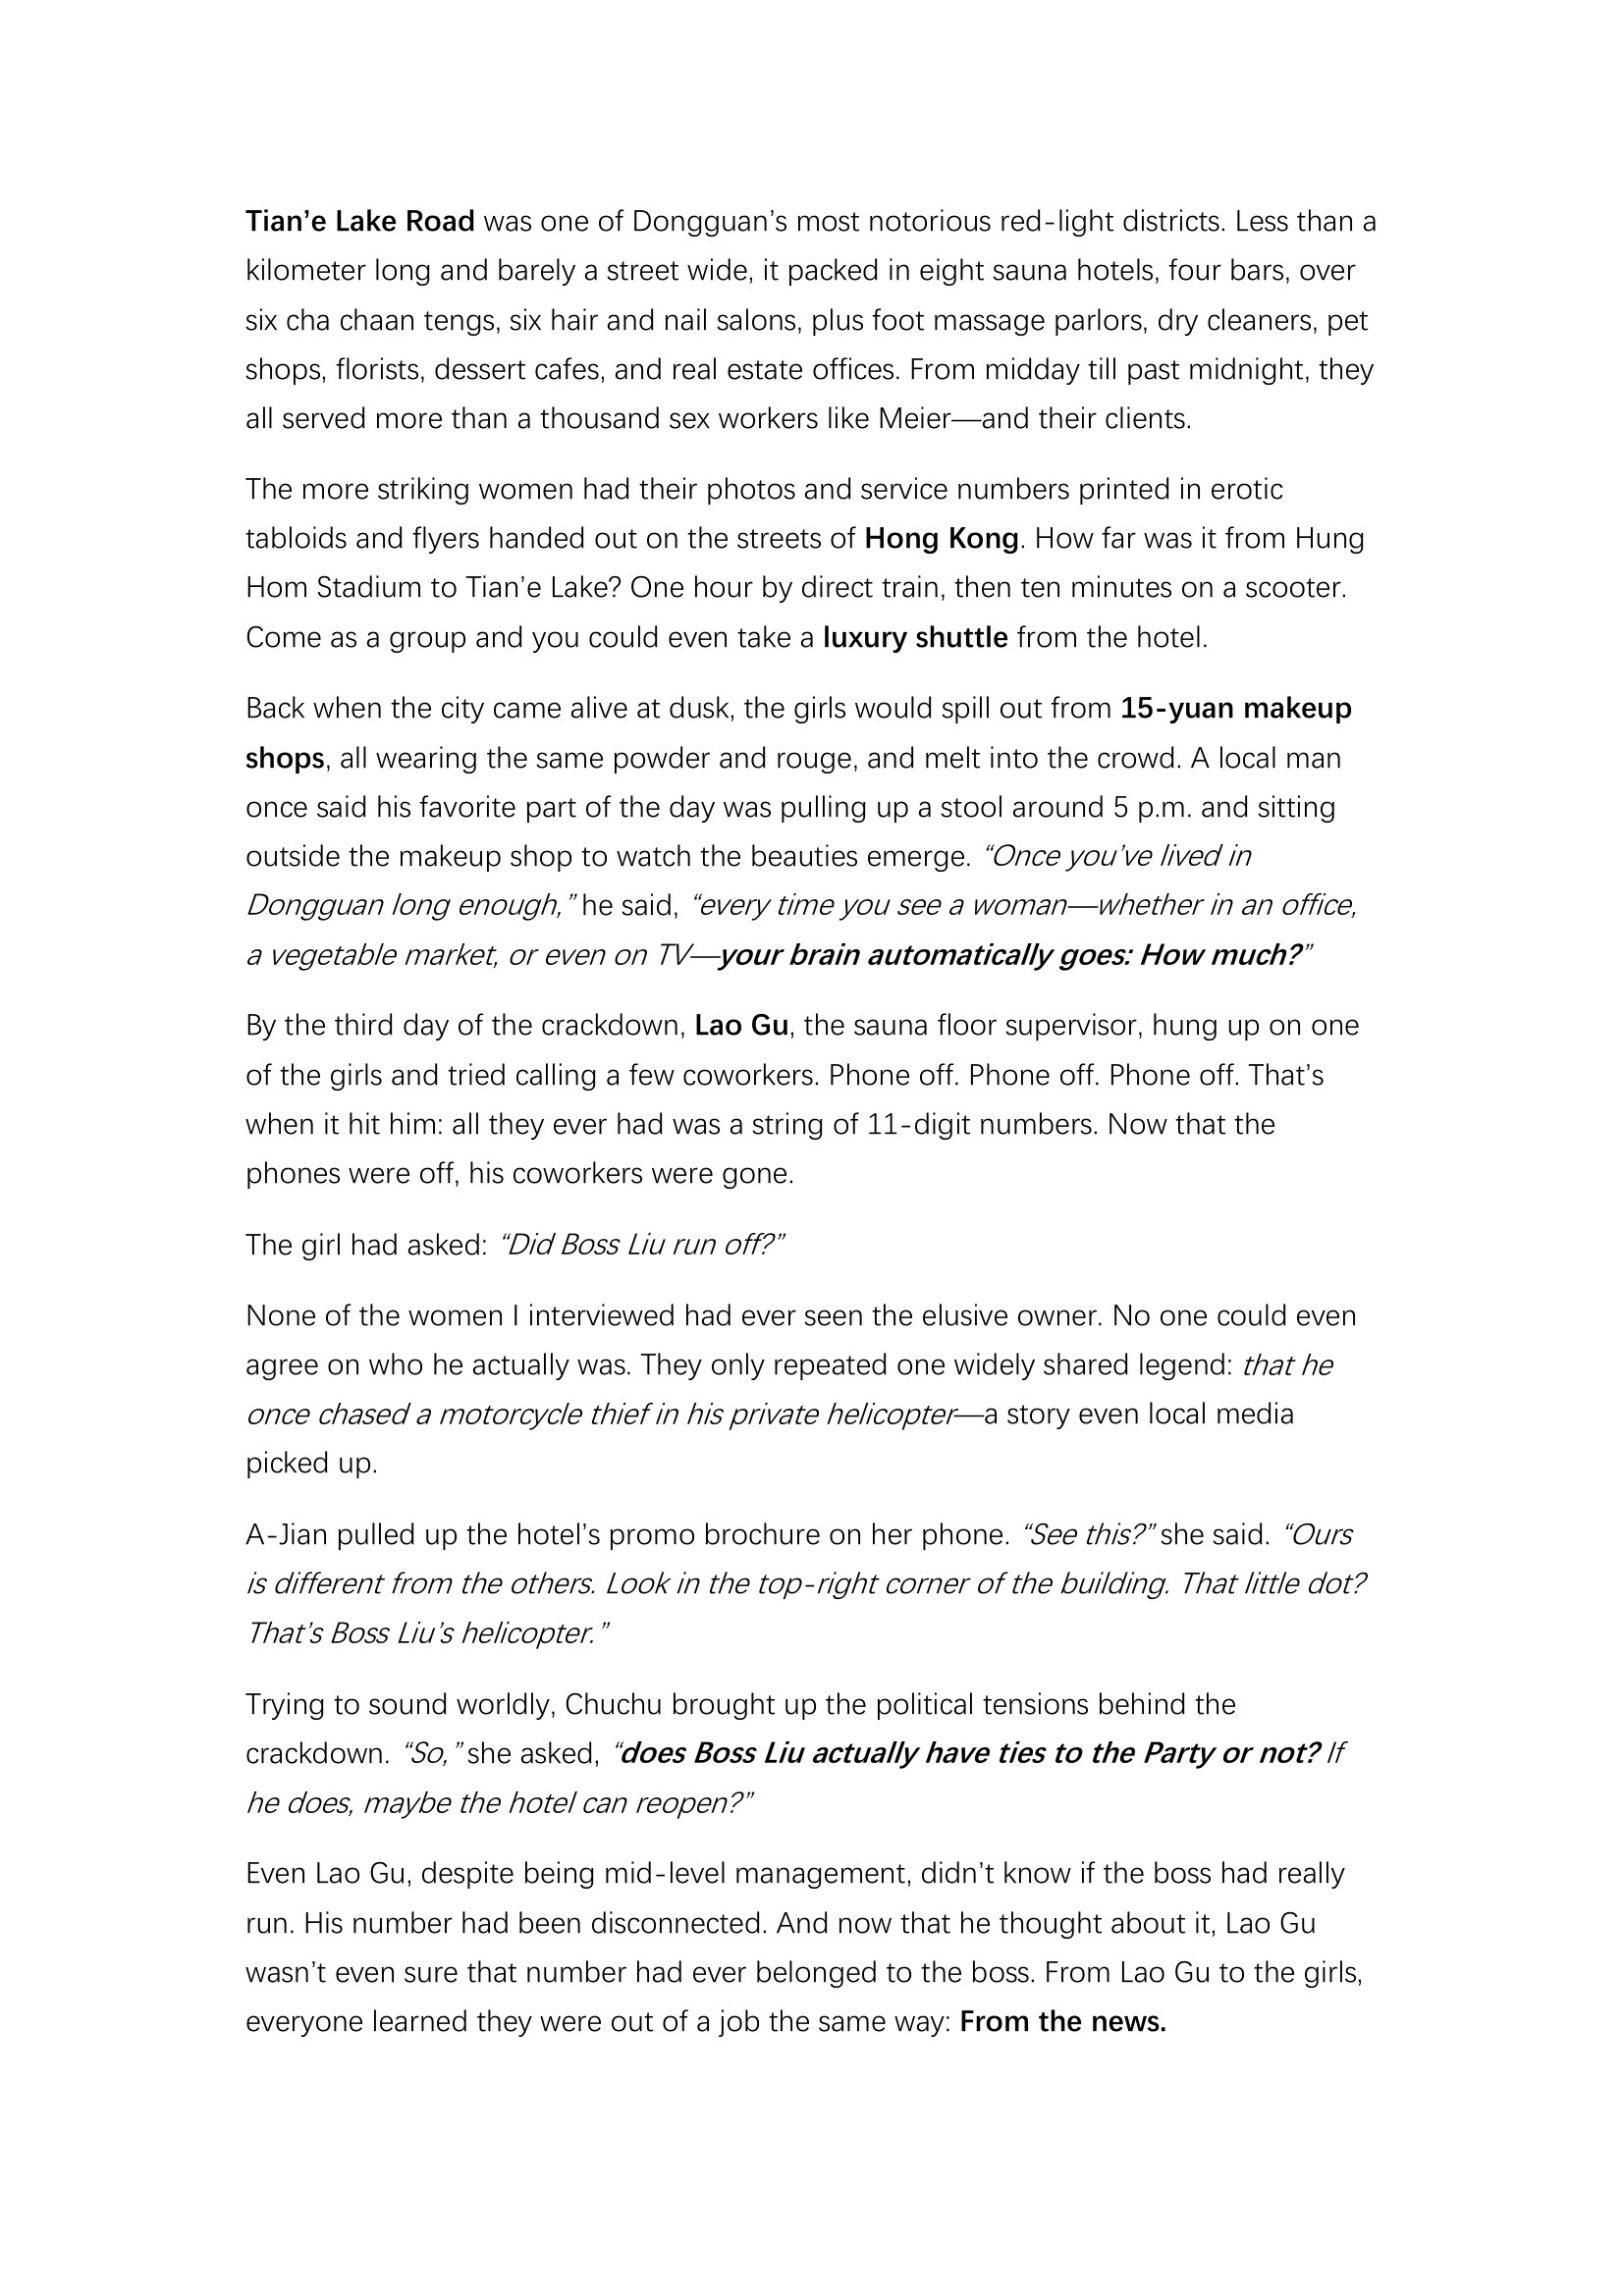 Tian’e Lake Road was one of Dongguan’s most notorious red-light districts. Less than a
kilometer long and barely a street wide, it packed in eight sauna hotels, four bars, over
six cha chaan tengs, six hair and nail salons, plus foot massage parlors, dry cleaners, pet
shops, florists, dessert cafes, and real estate offices. From midday till past midnight, they
all served more than a thousand sex workers like Meier—and their clients.
The more striking women had their photos and service numbers printed in erotic
tabloids and flyers handed out on the streets of Hong Kong. How far was it from Hung
Hom Stadium to Tian’e Lake? One hour by direct train, then ten minutes on a scooter.
Come as a group and you could even take a luxury shuttle from the hotel.
Back when the city came alive at dusk, the girls would spill out from 15-yuan makeup
shops, all wearing the same powder and rouge, and melt into the crowd. A local man
once said his favorite part of the day was pulling up a stool around 5 p.m. and sitting
outside the makeup shop to watch the beauties emerge. “Once you’ve lived in
Dongguan long enough,” he said, “every time you see a woman—whether in an office,
a vegetable market, or even on TV—your brain automatically goes: How much?”
By the third day of the crackdown, Lao Gu, the sauna floor supervisor, hung up on one
of the girls and tried calling a few coworkers. Phone off. Phone off. Phone off. That’s
when it hit him: all they ever had was a string of 11-digit numbers. Now that the
phones were off, his coworkers were gone.
The girl had asked: “Did Boss Liu run off?”
None of the women I interviewed had ever seen the elusive owner. No one could even
agree on who he actually was. They only repeated one widely shared legend: that he
once chased a motorcycle thief in his private helicopter—a story even local media
picked up.
A-Jian pulled up the hotel’s promo brochure on her phone. “See this?” she said. “Ours
is different from the others. Look in the top-right corner of the building. That little dot?
That’s Boss Liu’s helicopter.”
Trying to sound worldly, Chuchu brought up the political tensions behind the
crackdown. “So,” she asked, “does Boss Liu actually have ties to the Party or not? If
he does, maybe the hotel can reopen?”
Even Lao Gu, despite being mid-level management, didn’t know if the boss had really
run. His number had been disconnected. And now that he thought about it, Lao Gu
wasn’t even sure that number had ever belonged to the boss. From Lao Gu to the girls,
everyone learned they were out of a job the same way: From the news.